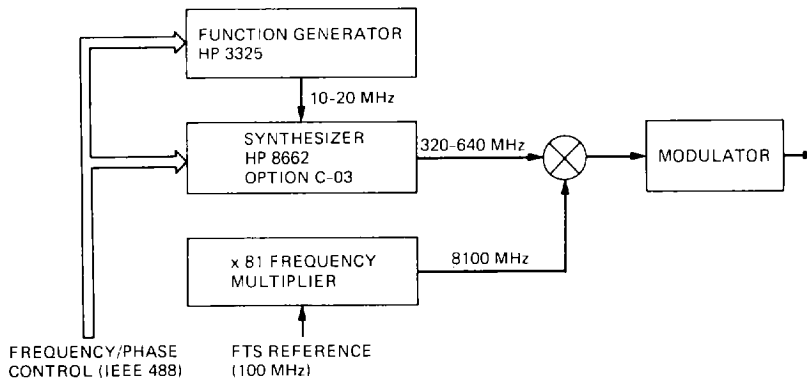 FUNCTION GENERATOR
HP 3325
10-20 MHz
SYNTHESIZER
HP 8662
OPTION C-03
320-640 MHz
MODULATOR
x 81 FREQUENCY
MULTIPLIER
8100 MHz
FREQUENCY/PHASE
CONTROL (IEEE 488)
FTS REFERENCE
(100 MHz)